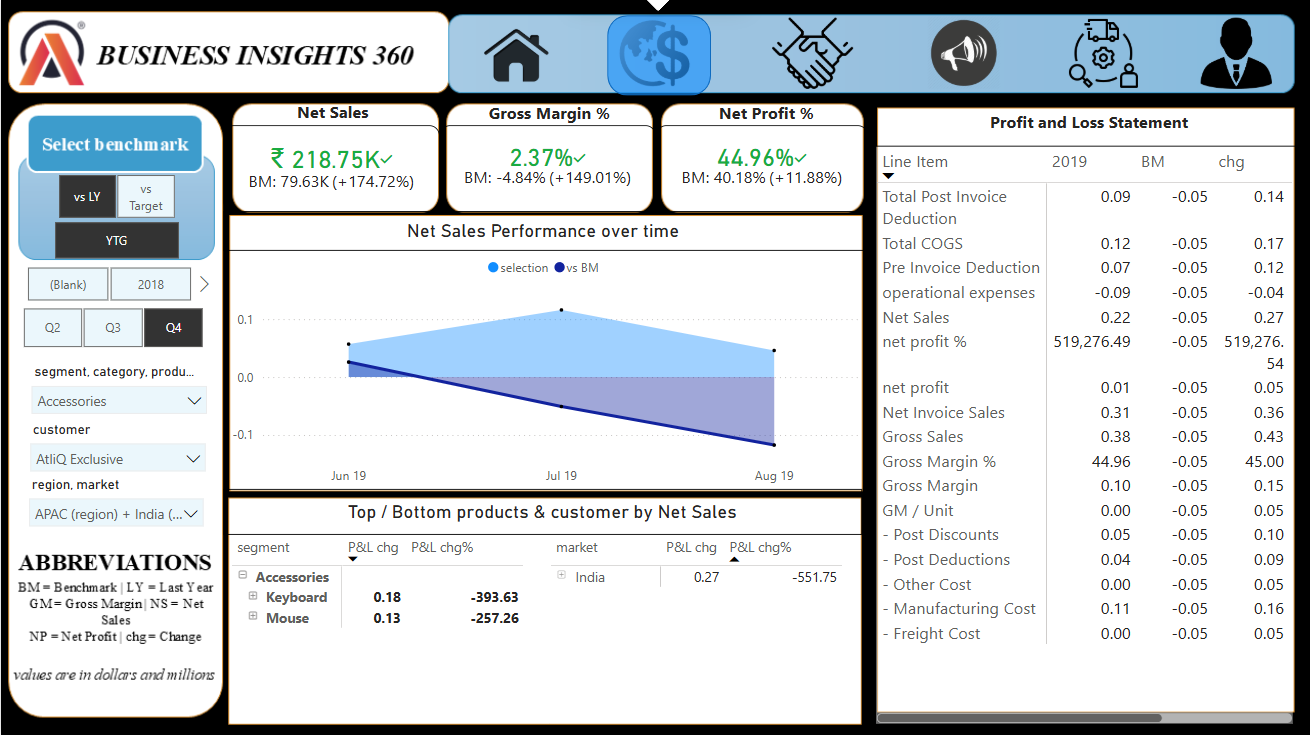 BUSINESS INSIGHTS 360
®
Select benchmark
vs LY
vs
Target
YTG
(Blank)
2018
Q2
Q3
Q4
segment, category, produ...
Accessories
customer
AtliQ Exclusive
region, market
APAC (region) + India (...
ABBREVIATIONS
BM = Benchmark | LY = Last Year
GM= Gross Margin | NS = Net
Sales
NP = Net Profit | chg = Change
values are in dollars and millions
Net Sales
₹ 218.75K
BM: 79.63K (+174.72%)
Gross Margin %
2.37%
BM: -4.84% (+149.01%)
Net Profit %
44.96%
BM: 40.18% (+11.88%)
Net Sales Performance over time
selection vs BM
0.1
0.0
-0.1
Jun 19 Jul 19 Aug 19
Top / Bottom products & customer by Net Sales
segment P&L chg P&L chg%
Accessories
Keyboard 0.18 -393.63
Mouse 0.13 -257.26
market P&L chg P&L chg%
India 0.27 -551.75
Profit and Loss Statement
Line Item 2019 BM chg
Total Post Invoice 0.09 -0.05 0.14
Deduction
Total COGS 0.12 -0.05 0.17
Pre Invoice Deduction 0.07 -0.05 0.12
operational expenses -0.09 -0.05 -0.04
Net Sales 0.22 -0.05 0.27
net profit % 519,276.49 -0.05 519,276.
54
net profit 0.01 -0.05 0.05
Net Invoice Sales 0.31 -0.05 0.36
Gross Sales 0.38 -0.05 0.43
Gross Margin % 44.96 -0.05 45.00
Gross Margin 0.10 -0.05 0.15
GM / Unit 0.00 -0.05 0.05
- Post Discounts 0.05 -0.05 0.10
- Post Deductions 0.04 -0.05 0.09
- Other Cost 0.00 -0.05 0.05
- Manufacturing Cost 0.11 -0.05 0.16
- Freight Cost 0.00 -0.05 0.05